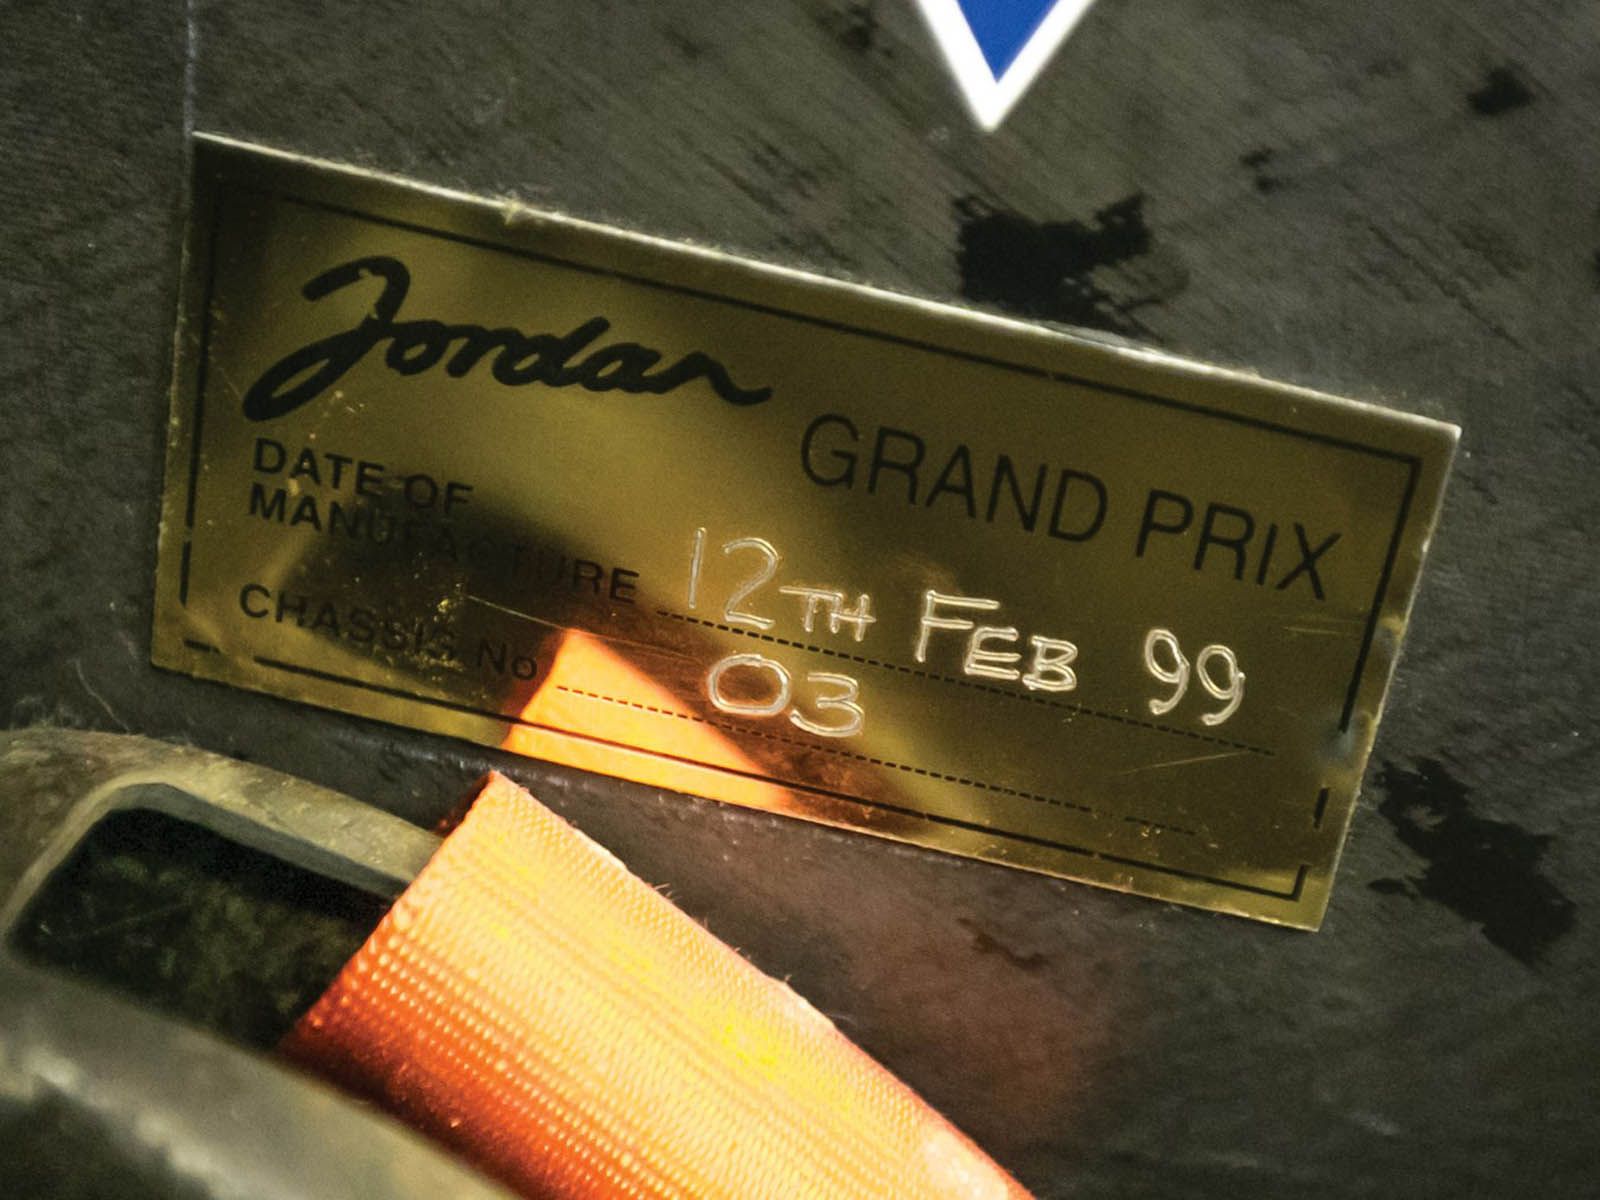 Jordan GRAND PRIX
DATE OF
MANUFACTURE 12TH FEB 99
CHASSIS No 03